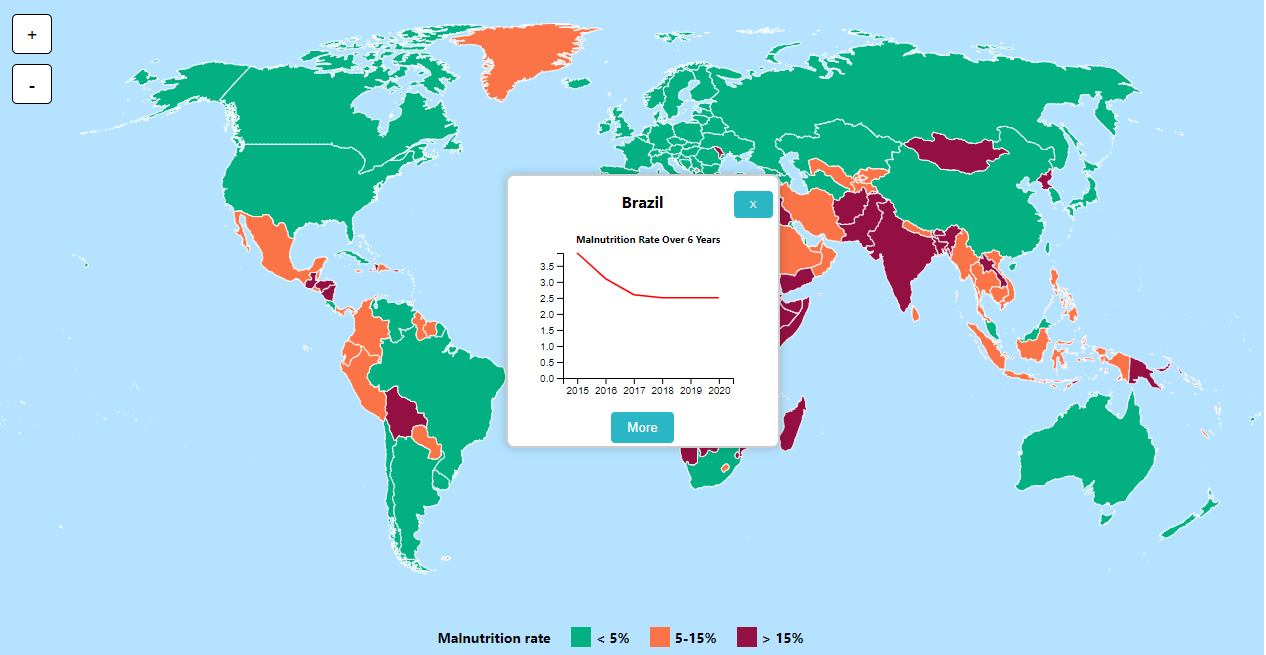 +
-
Brazil
x
Malnutrition Rate Over 6 Years
3.5
3.0
2.5
2.0
1.5
1.0
0.5
0.0
2015 2016 2017 2018 2019 2020
More
Malnutrition rate < 5% 5-15% > 15%